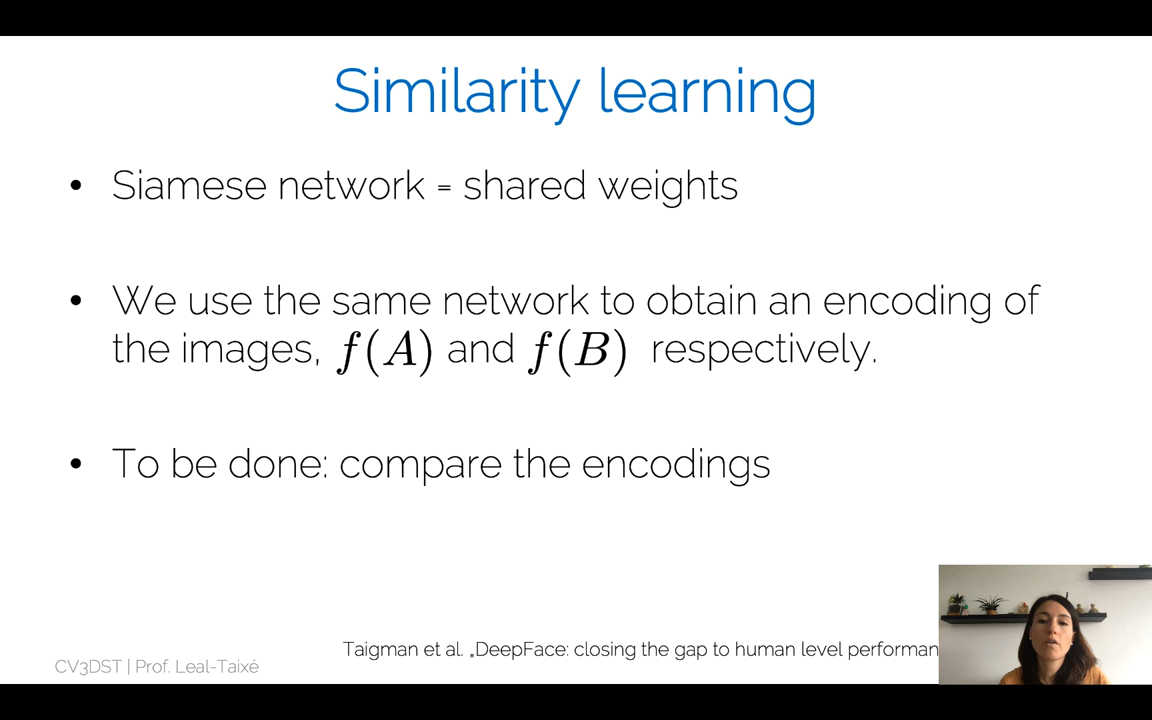 Similarity learning
• Siamese network = shared weights
• We use the same network to obtain an encoding of
the images, f(A) and f(B) respectively.
• To be done: compare the encodings
Taigman et al. „DeepFace: closing the gap to human level
CV3DST | Prof. Leal-Taixé